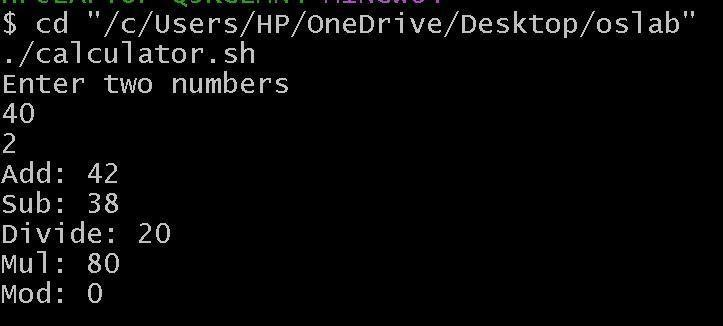 $ cd "/c/Users/HP/OneDrive/Desktop/oslab"
./calculator.sh
Enter two numbers
40
2
Add: 42
Sub: 38
Divide: 20
Mul: 80
Mod: 0